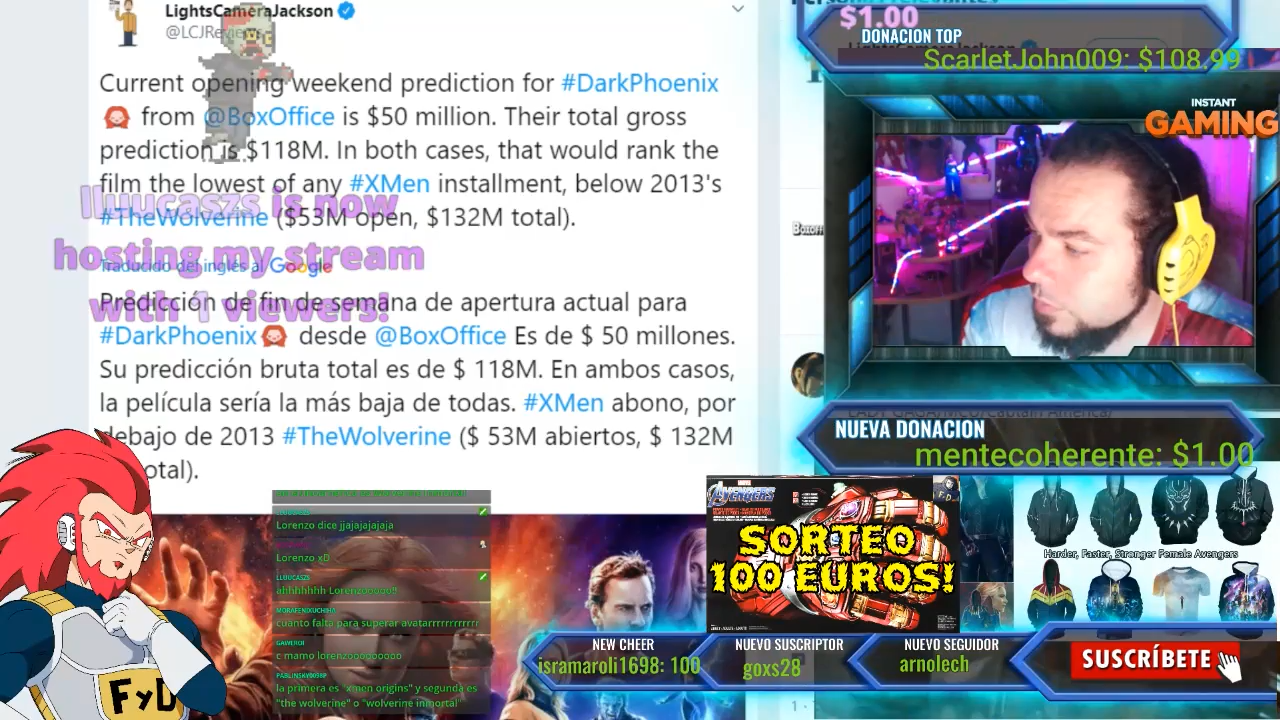 LightsCameraJackson
@LCJReviews
Current opening weekend prediction for #DarkPhoenix
from @BoxOffice is $50 million. Their total gross
prediction is $118M. In both cases, that would rank the
film the lowest of any #XMen installment, below 2013's
#TheWolverine ($53M open, $132M total).
lluucaszs is now
hosting my stream
with 1 viewers!
Traducido del inglés al Google
Predicción de fin de semana de apertura actual para
#DarkPhoenix desde @BoxOffice Es de $ 50 millones.
Su predicción bruta total es de $ 118M. En ambos casos,
la película sería la más baja de todas. #XMen abono, por
debajo de 2013 #TheWolverine ($ 53M abiertos, $ 132M
total).
$1.00
DONACION TOP
ScarletJohn009: $108.99
INSTANT
GAMING
NUEVA DONACION
mentecoherente: $1.00
Lorenzo dice jjajajajajaja
Lorenzo xD
LLUUCASZS
ahhhhhhh Lorenzooooo!!
MORAFENIXUCHIHA
cuanto falta para superar avatarrrrrrrrrrrr
GAIWEROI
c mamo lorenzooooooooo
la primera es "xmen origins" y segunda es
"the wolverine" o "wolverine inmortal"
FyD
MARVEL
AVENGERS
SORTEO
100 EUROS!
Harder, Faster, Stronger Female Avengers
NEW CHEER
isramaroli1698: 100
NUEVO SUSCRIPTOR
goxs28
NUEVO SEGUIDOR
arnolech
SUSCRÍBETE